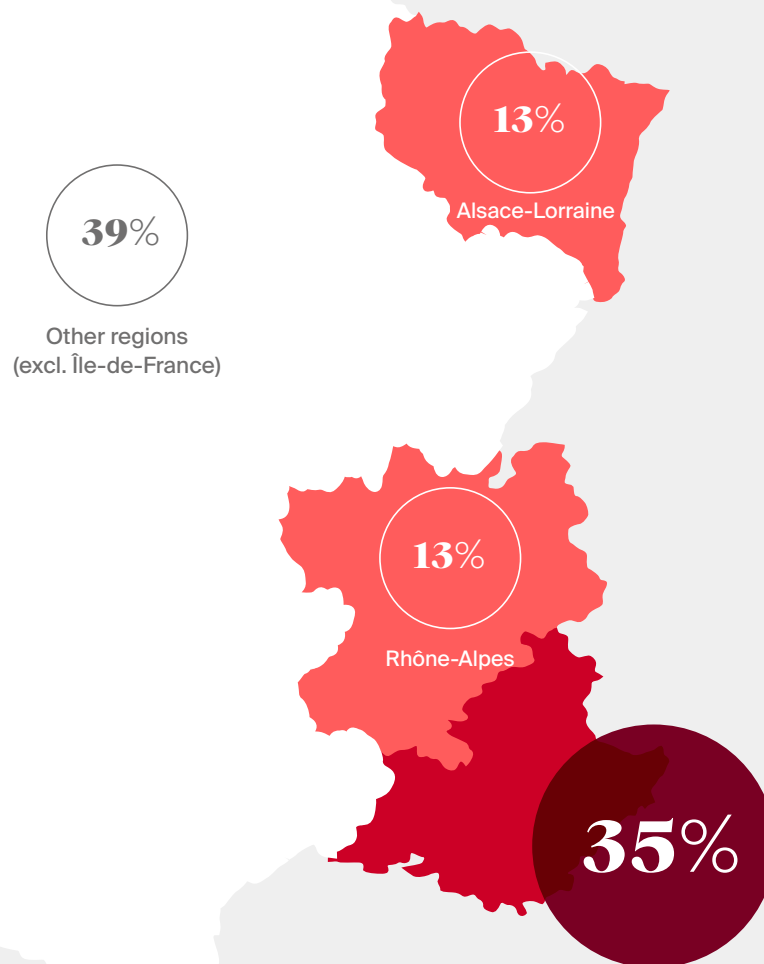 13%
Alsace-Lorraine
39%
Other regions
(excl. Île-de-France)
13%
Rhône-Alpes
35%